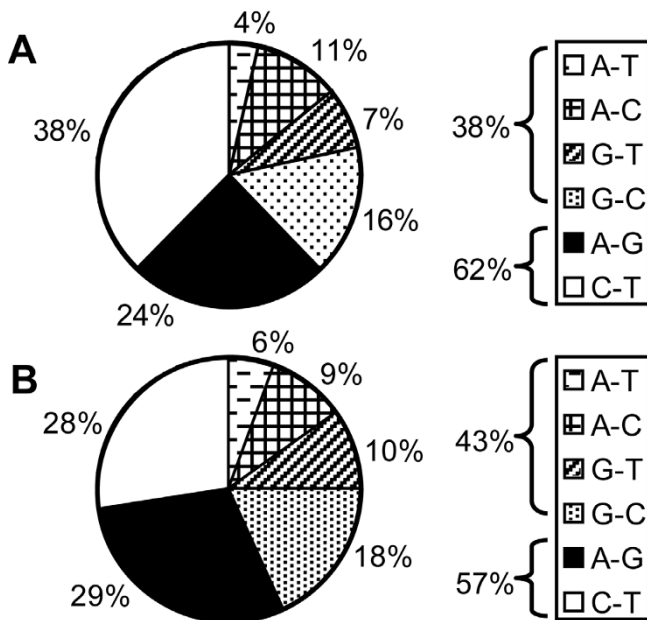 A
4%
11%
7%
16%
24%
38%
38%
62%
A-T
A-C
G-T
G-C
A-G
C-T
B
6%
9%
10%
18%
29%
28%
43%
57%
A-T
A-C
G-T
G-C
A-G
C-T